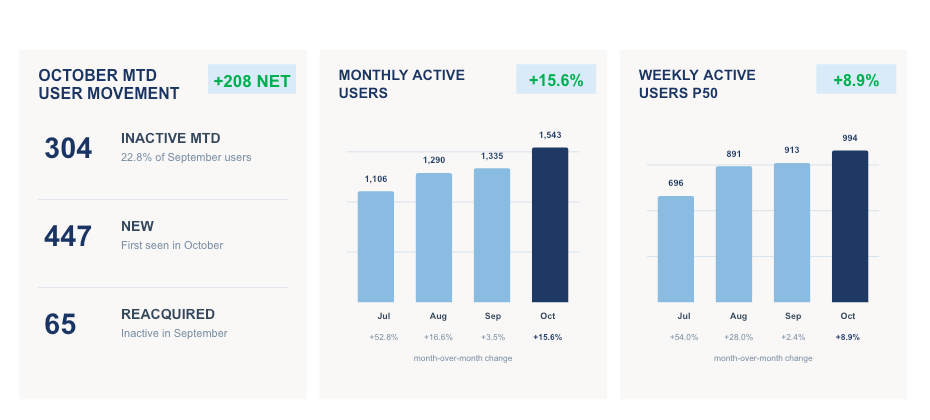 OCTOBER MTD
USER MOVEMENT
+208 NET
304
INACTIVE MTD
22.8% of September users
447
NEW
First seen in October
65
REACQUIRED
Inactive in September
MONTHLY ACTIVE
USERS
+15.6%
1,106
1,290
1,335
1,543
Jul Aug Sep Oct
+52.8% +16.6% +3.5% +15.6%
month-over-month change
WEEKLY ACTIVE
USERS P50
+8.9%
696
891
913
994
Jul Aug Sep Oct
+54.0% +28.0% +2.4% +8.9%
month-over-month change